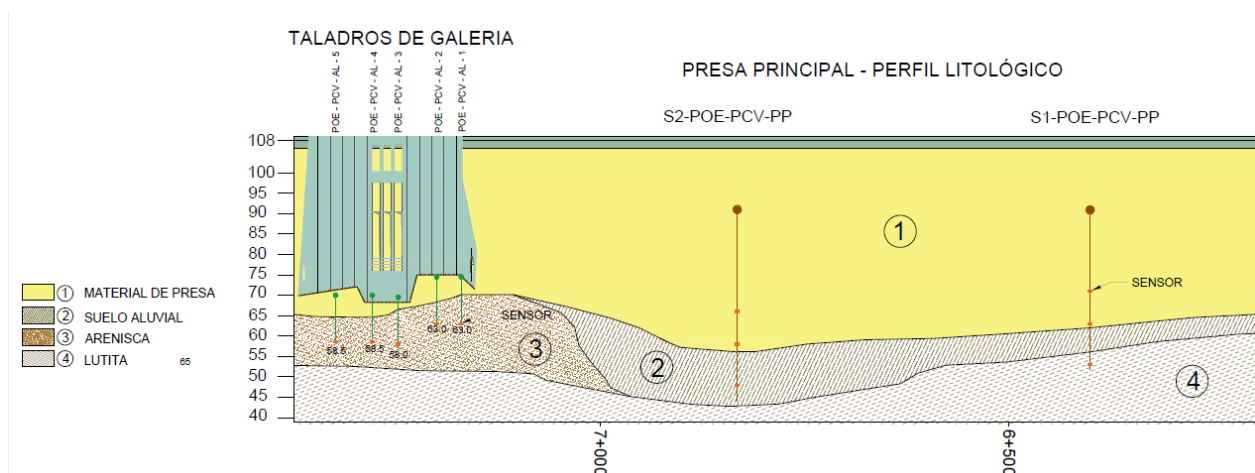 TALADROS DE GALERIA
POE - PCV - AL - 5
POE - PCV - AL - 4
POE - PCV - AL - 3
POE - PCV - AL - 2
POE - PCV - AL - 1
PRESA PRINCIPAL - PERFIL LITOLÓGICO
S2-POE-PCV-PP
S1-POE-PCV-PP
108
100
95
90
85
80
75
70
65
60
55
50
45
40
1
SENSOR
SENSOR
58.5
58.5
58.0
63.0
63.0
3
2
4
1 MATERIAL DE PRESA
2 SUELO ALUVIAL
3 ARENISCA
4 LUTITA
65
7+000
6+500